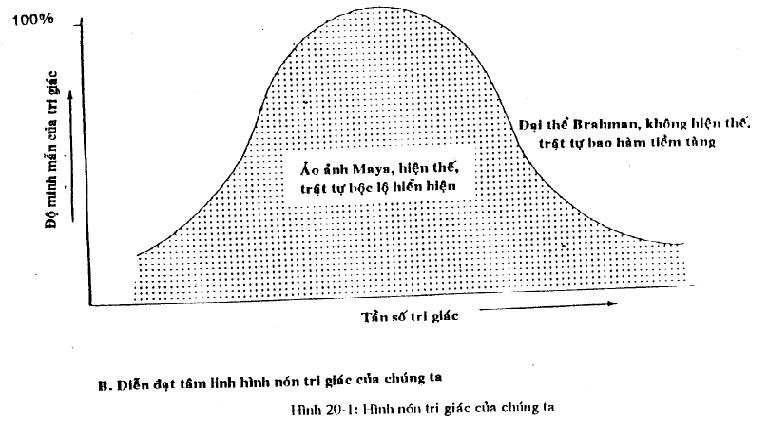 100%
Độ minh mẫn của tri giác
Đại thể Brahman, không hiện thế,
trật tự bao hàm tiềm tàng
Ảo ảnh Maya, hiện thế,
trật tự bộc lộ hiển hiện
Tần số tri giác
B. Diễn đạt tâm linh hình nón tri giác của chúng ta
Hình 20-1: Hình nón tri giác của chúng ta